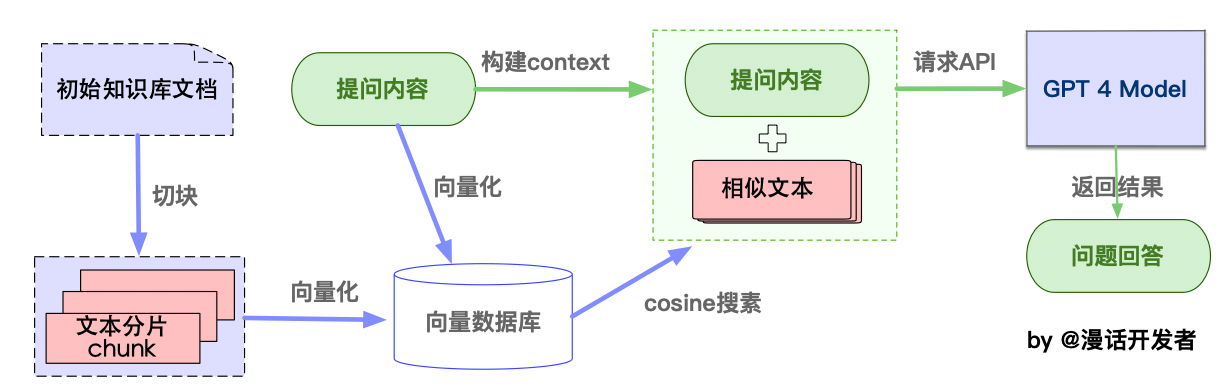 初始知识库文档
提问内容
构建context
提问内容
请求API
GPT 4 Model
切块
向量化
相似文本
返回结果
问题回答
文本分片
chunk
向量化
向量数据库
cosine搜素
by @漫话开发者